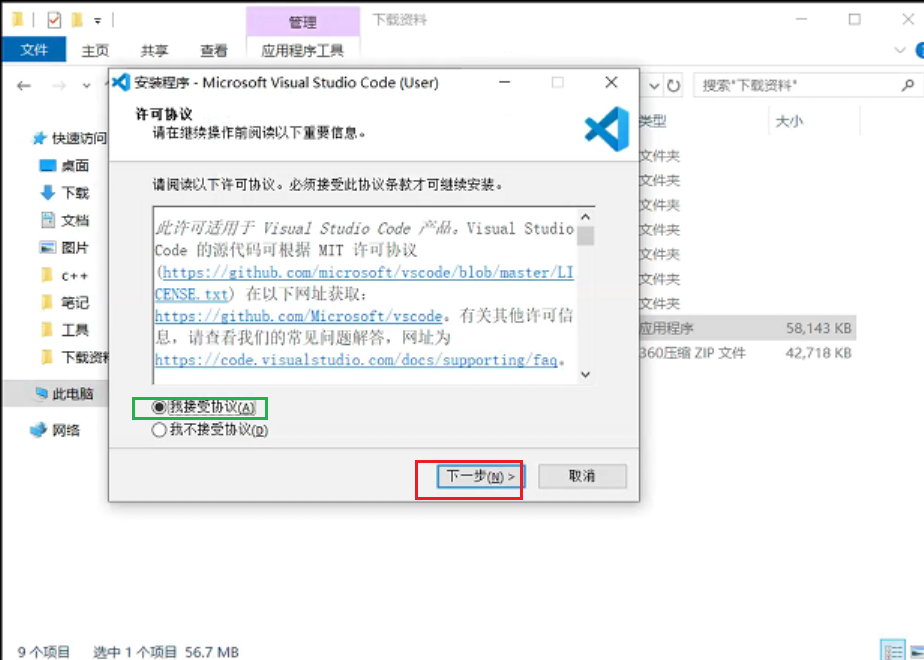 管理
下载资料
文件
主页
共享
查看
应用程序工具
搜索"下载资料"
快速访问
桌面
下载
文档
图片
c++
笔记
工具
下载资料
此电脑
网络
类型
大小
文件夹
文件夹
文件夹
文件夹
文件夹
文件夹
文件夹
应用程序
58,143 KB
360压缩 ZIP 文件
42,718 KB
安装程序 - Microsoft Visual Studio Code (User)
许可协议
请在继续操作前阅读以下重要信息。
请阅读以下许可协议。必须接受此协议条款才可继续安装。
此许可适用于 Visual Studio Code 产品。Visual Studio
Code 的源代码可根据 MIT 许可协议
(https://github.com/microsoft/vscode/blob/master/LI
CENSE.txt) 在以下网址获取:
https://github.com/Microsoft/vscode。有关其他许可信
息，请查看我们的常见问题解答，网址为
https://code.visualstudio.com/docs/supporting/faq。
我接受协议(A)
我不接受协议(D)
下一步(N) >
取消
9 个项目
选中 1 个项目 56.7 MB